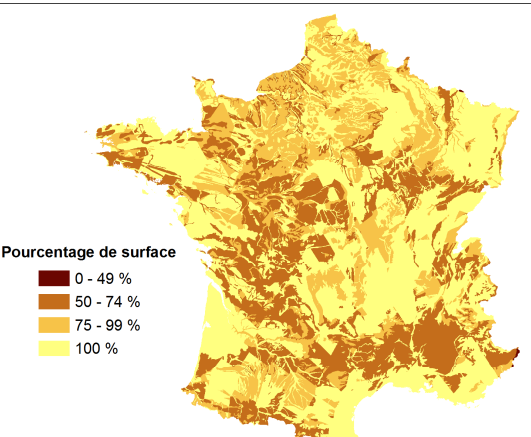 Pourcentage de surface
0 - 49 %
50 - 74 %
75 - 99 %
100 %